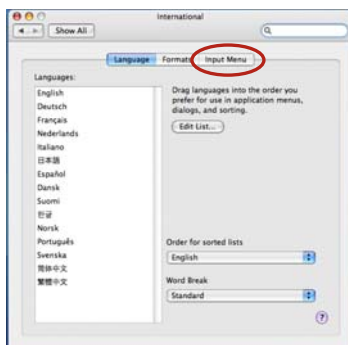 International
Show All
Language Formats Input Menu
Languages:
English
Deutsch
Français
Nederlands
Italiano
日本語
Español
Dansk
Suomi
한글
Norsk
Português
Svenska
简体中文
繁體中文
Drag languages into the order you
prefer for use in application menus,
dialogs, and sorting.
Edit List...
Order for sorted lists
English
Word Break
Standard
?